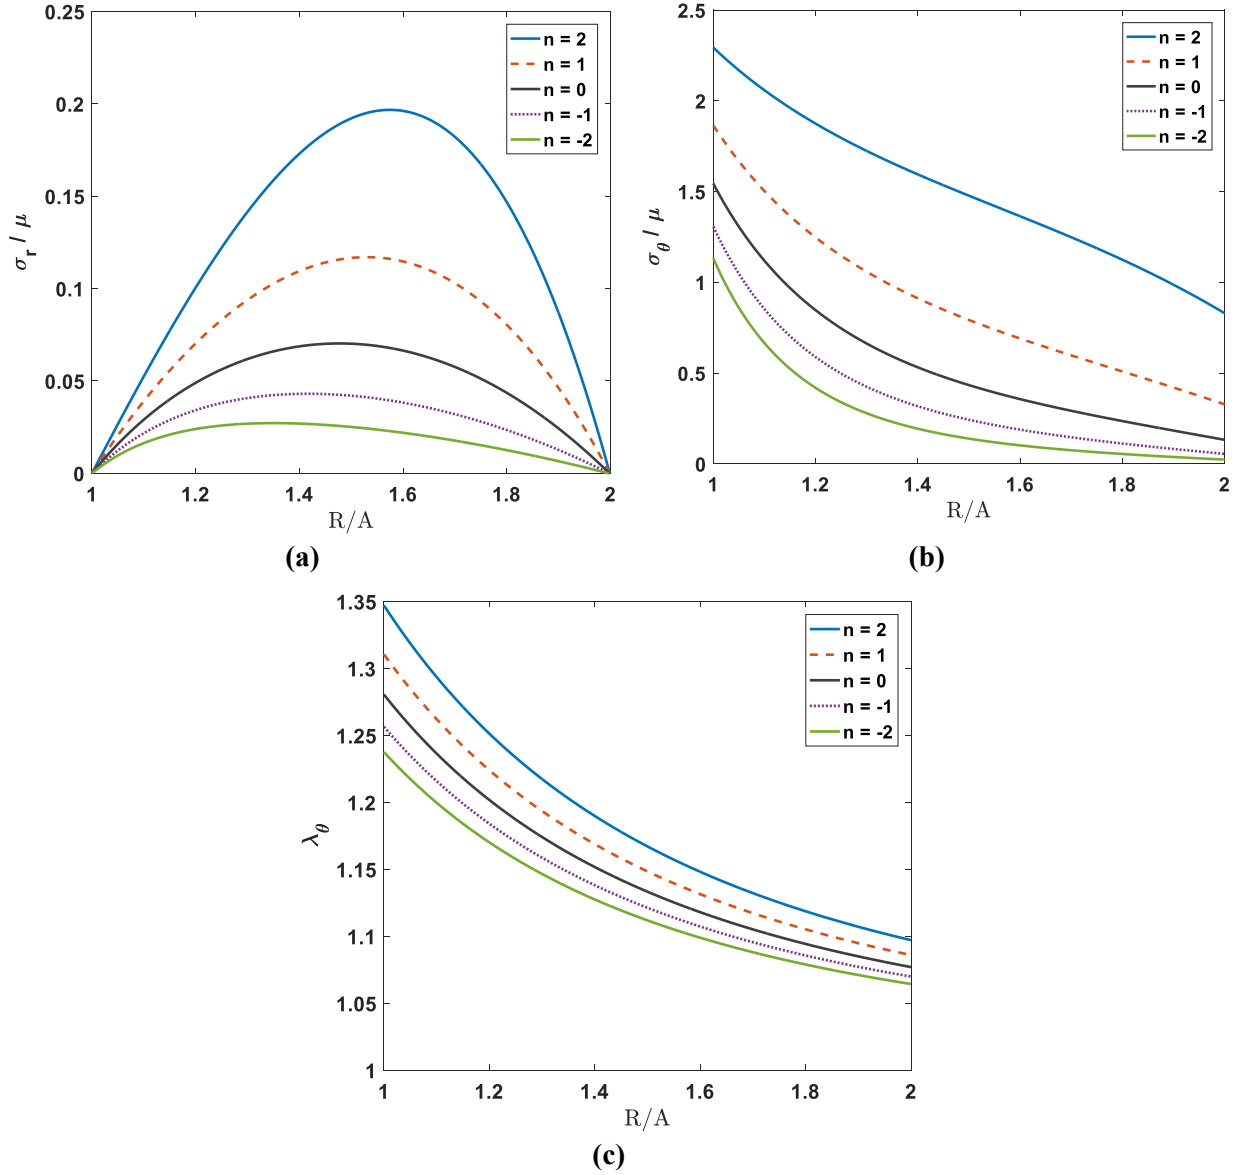 0.25
0.2
0.15
0.1
0.05
0
1
1.2
1.4
1.6
1.8
2
σr / μ
R/A
n = 2
n = 1
n = 0
n = -1
n = -2
(a)
2.5
2
1.5
1
0.5
0
1
1.2
1.4
1.6
1.8
2
σθ / μ
R/A
n = 2
n = 1
n = 0
n = -1
n = -2
(b)
1.35
1.3
1.25
1.2
1.15
1.1
1.05
1
1
1.2
1.4
1.6
1.8
2
λθ
R/A
n = 2
n = 1
n = 0
n = -1
n = -2
(c)